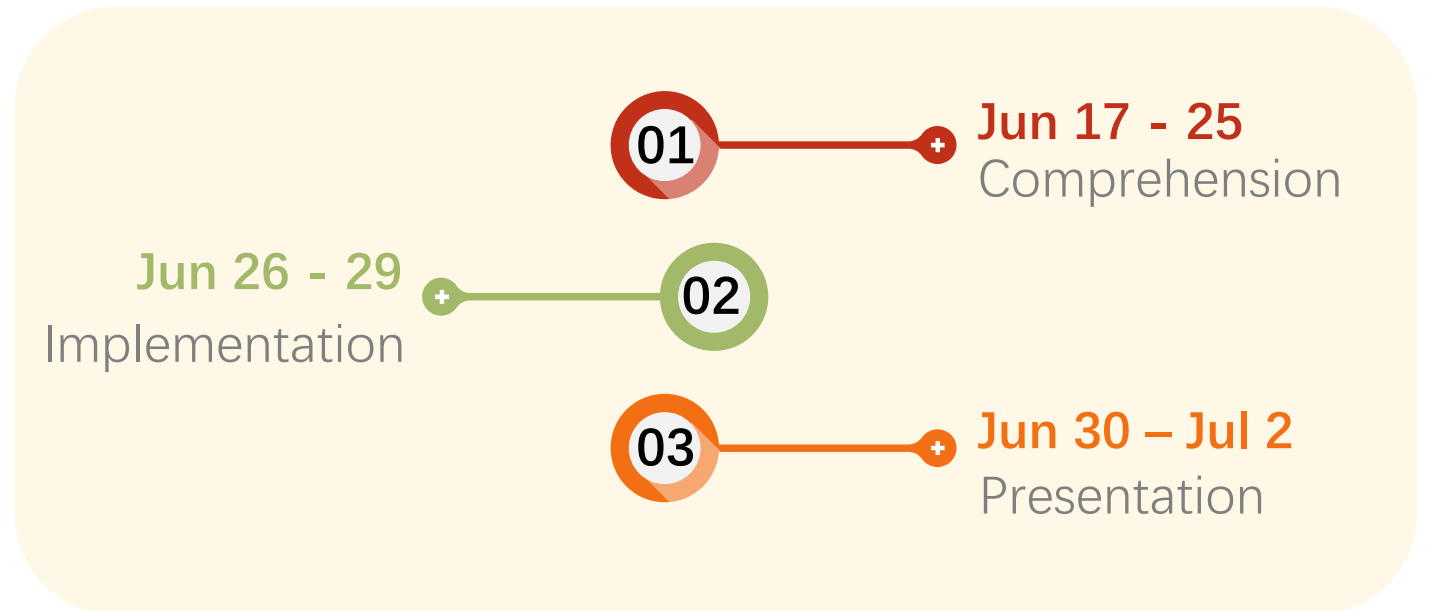 01
Jun 17 - 25
Comprehension
Jun 26 - 29
Implementation
02
03
Jun 30 – Jul 2
Presentation